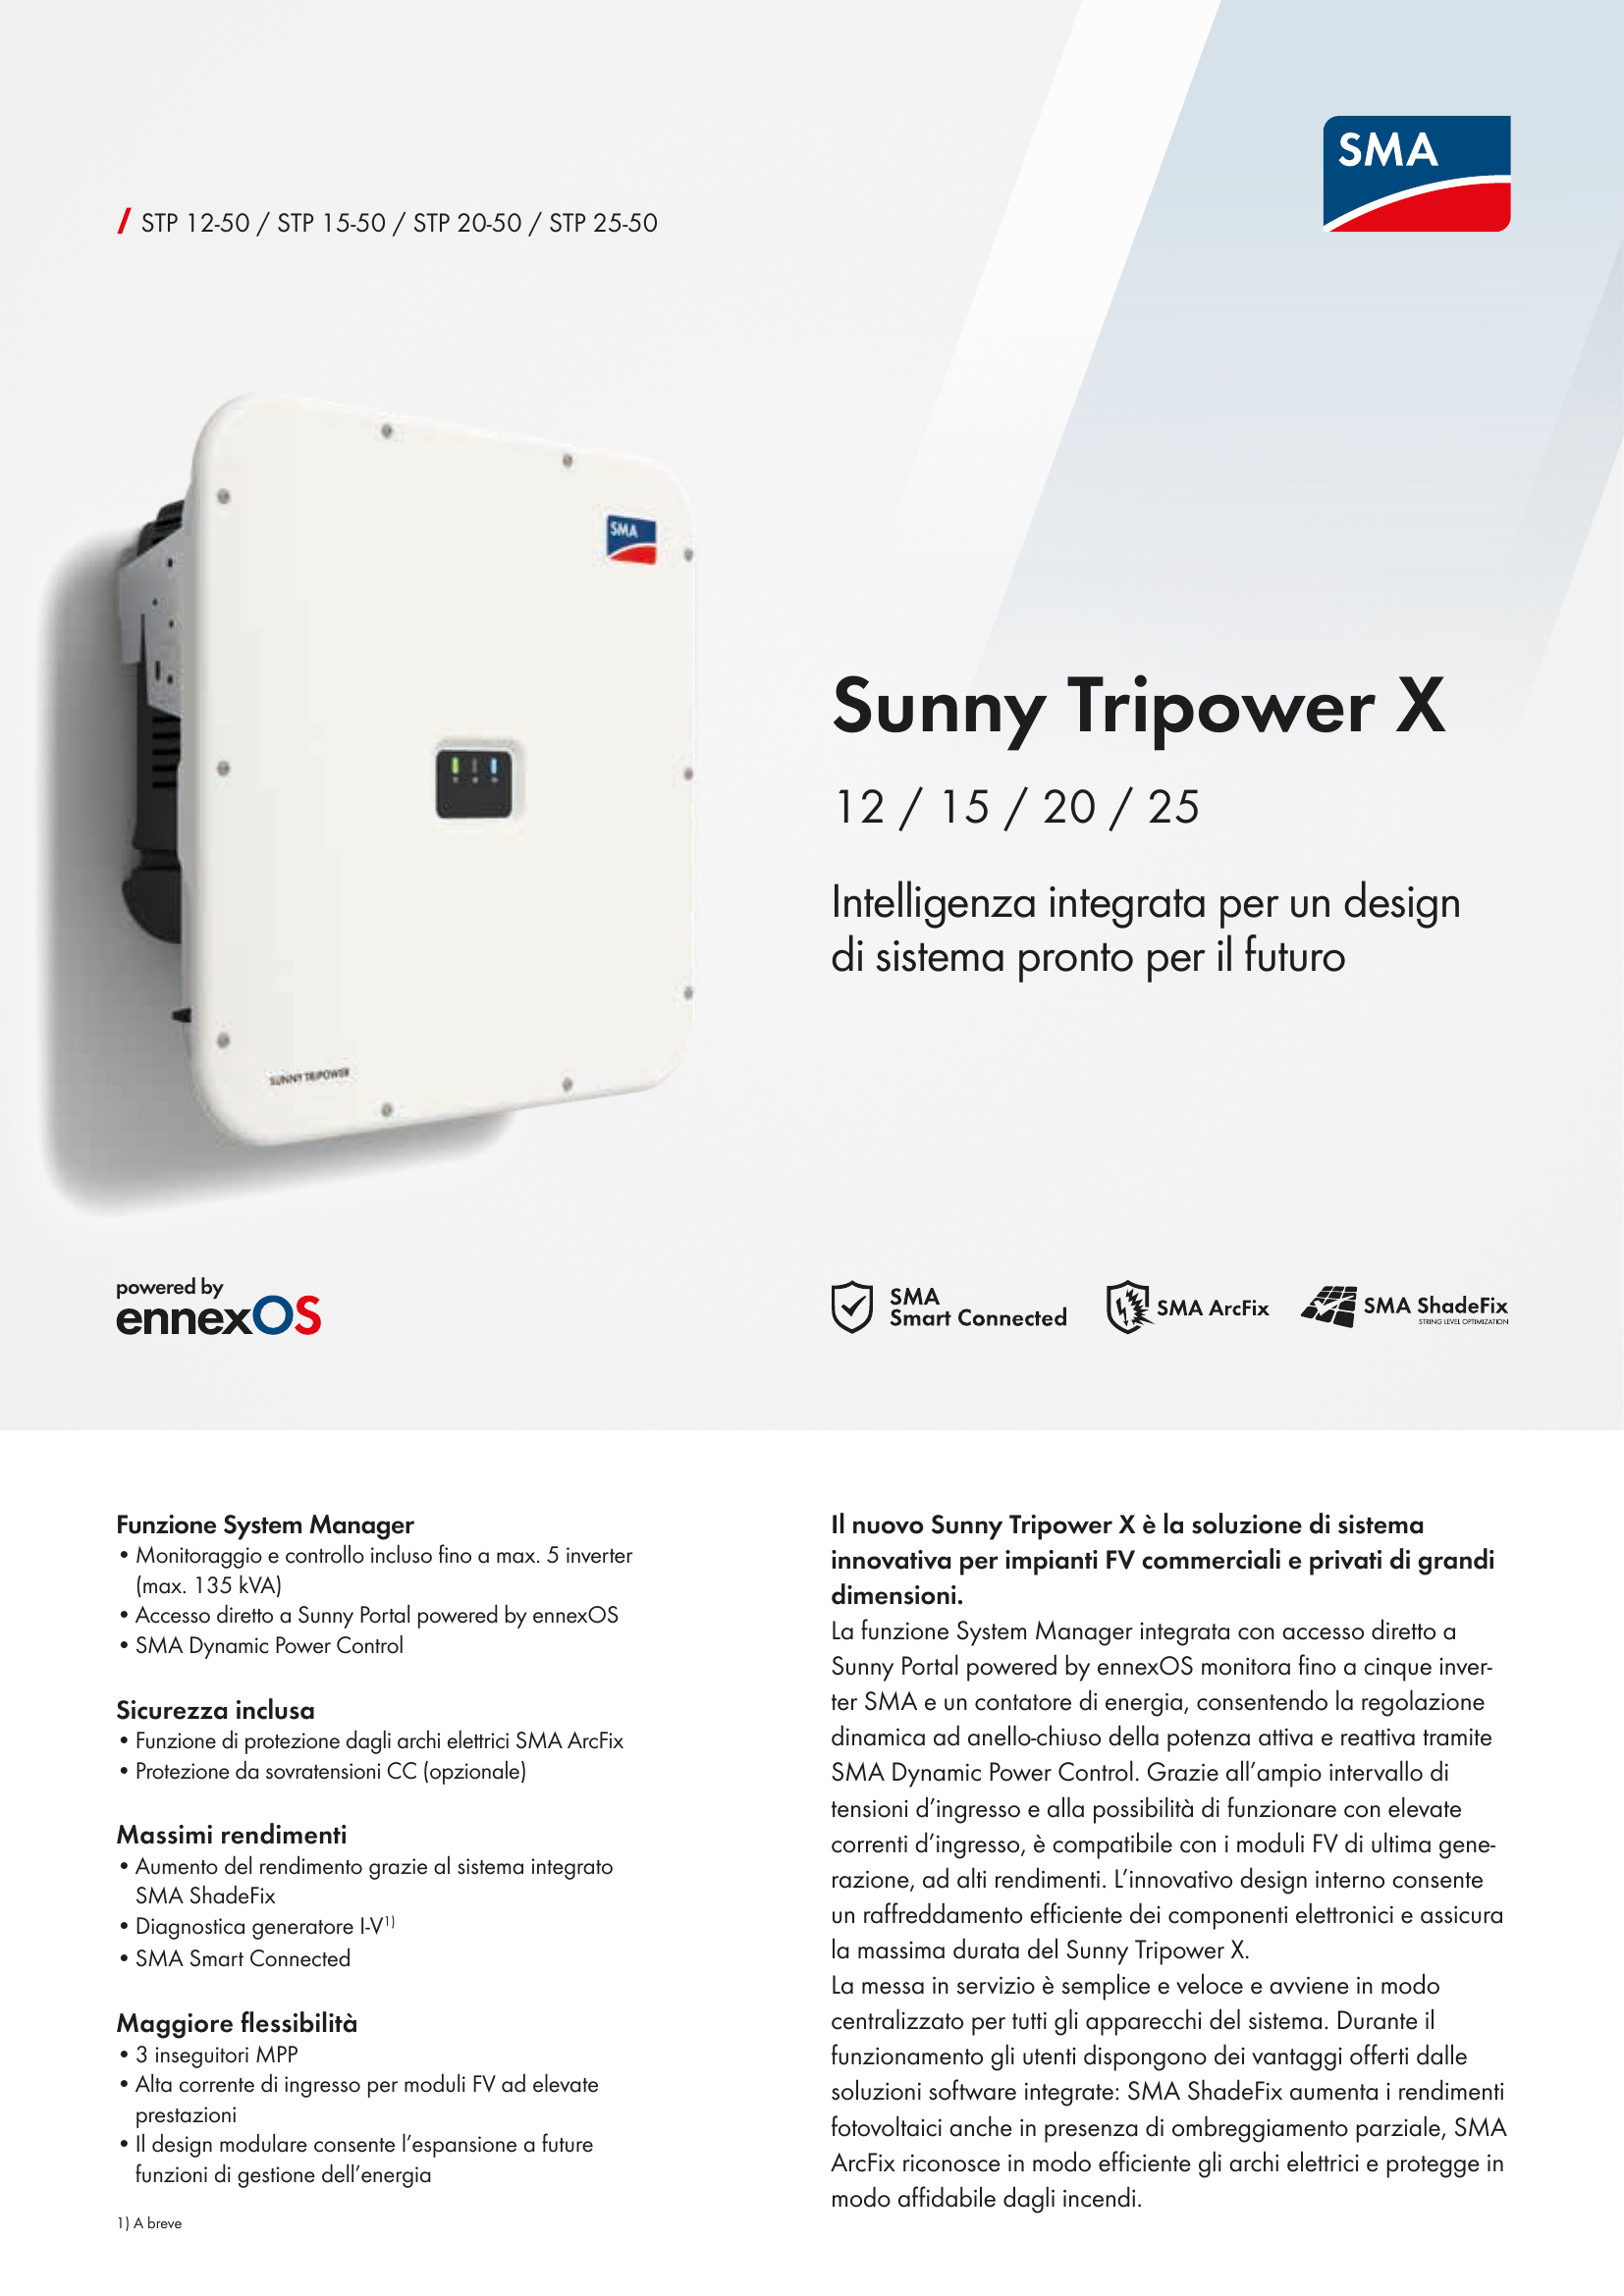 SMA
/ STP 12-50 / STP 15-50 / STP 20-50 / STP 25-50
SMA
SUNNY TRIPOWER
Sunny Tripower X
12 / 15 / 20 / 25
Intelligenza integrata per un design
di sistema pronto per il futuro
powered by
ennexOS
SMA
Smart Connected
SMA ArcFix
SMA ShadeFix
STRING LEVEL OPTIMIZATION
Funzione System Manager
• Monitoraggio e controllo incluso fino a max. 5 inverter
(max. 135 kVA)
• Accesso diretto a Sunny Portal powered by ennexOS
• SMA Dynamic Power Control
Sicurezza inclusa
• Funzione di protezione dagli archi elettrici SMA ArcFix
• Protezione da sovratensioni CC (opzionale)
Massimi rendimenti
• Aumento del rendimento grazie al sistema integrato
SMA ShadeFix
• Diagnostica generatore I-V1)
• SMA Smart Connected
Maggiore flessibilità
• 3 inseguitori MPP
• Alta corrente di ingresso per moduli FV ad elevate
prestazioni
• Il design modulare consente l’espansione a future
funzioni di gestione dell’energia
1) A breve
Il nuovo Sunny Tripower X è la soluzione di sistema
innovativa per impianti FV commerciali e privati di grandi
dimensioni.
La funzione System Manager integrata con accesso diretto a
Sunny Portal powered by ennexOS monitora fino a cinque inver-
ter SMA e un contatore di energia, consentendo la regolazione
dinamica ad anello-chiuso della potenza attiva e reattiva tramite
SMA Dynamic Power Control. Grazie all’ampio intervallo di
tensioni d’ingresso e alla possibilità di funzionare con elevate
correnti d’ingresso, è compatibile con i moduli FV di ultima gene-
razione, ad alti rendimenti. L’innovativo design interno consente
un raffreddamento efficiente dei componenti elettronici e assicura
la massima durata del Sunny Tripower X.
La messa in servizio è semplice e veloce e avviene in modo
centralizzato per tutti gli apparecchi del sistema. Durante il
funzionamento gli utenti dispongono dei vantaggi offerti dalle
soluzioni software integrate: SMA ShadeFix aumenta i rendimenti
fotovoltaici anche in presenza di ombreggiamento parziale, SMA
ArcFix riconosce in modo efficiente gli archi elettrici e protegge in
modo affidabile dagli incendi.